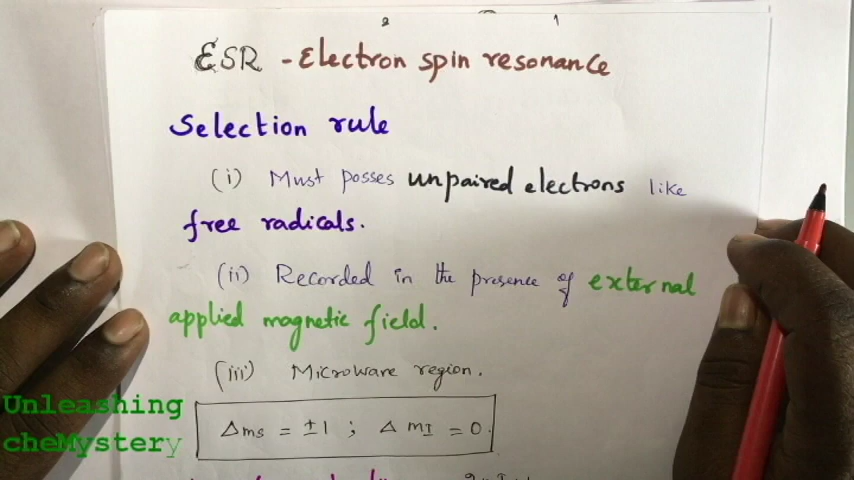 ESR - Electron spin resonance
Selection rule
(i) Must posses unpaired electrons like
free radicals.
(ii) Recorded in the presence of external
applied magnetic field.
(iii) Microware region.
Δms = ±1 ; Δ mI = 0.
Unleashing
cheMystery